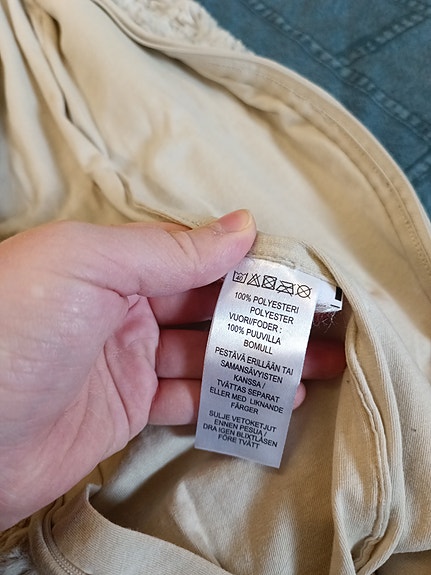 40
100% POLYESTERI
POLYESTER
VUORI/FODER :
100% PUUVILLA
BOMULL
PESTÄVÄ ERILLÄÄN TAI
SAMANSÄVYISTEN
KANSSA /
TVÄTTAS SEPARAT
ELLER MED LIKNANDE
FÄRGER
SULJE VETOKETJUT
ENNEN PESUA /
DRA IGEN BLIXTLÅSEN
FÖRE TVÄTT